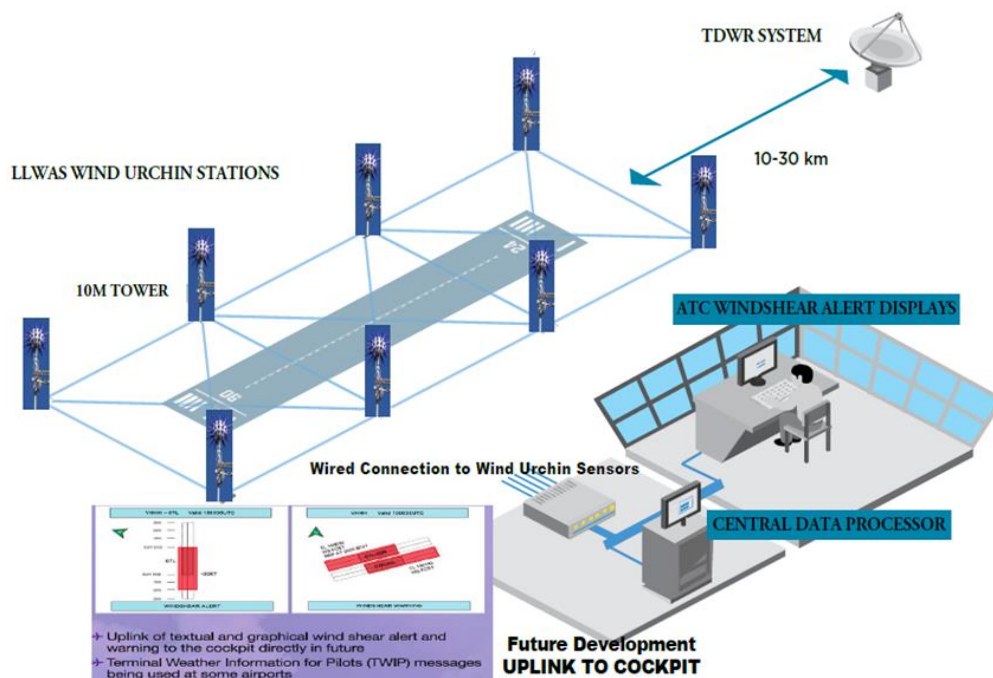 TDWR SYSTEM
10-30 km
LLWAS WIND URCHIN STATIONS
10M TOWER
24
06
ATC WINDSHEAR ALERT DISPLAYS
Wired Connection to Wind Urchin Sensors
CENTRAL DATA PROCESSOR
WINDSHEAR ALERT
WINDSHEAR WARNING
Uplink of textual and graphical wind shear alert and
warning to the cockpit directly in future
Terminal Weather Information for Pilots (TWIP) messages
being used at some airports
Future Development
UPLINK TO COCKPIT